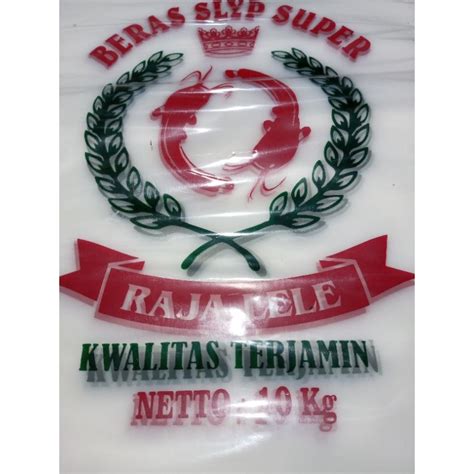 BERAS SLYP SUPER
RAJA LELE
KWALITAS TERJAMIN
NETTO : 10 Kg